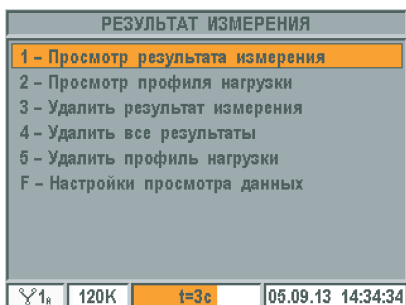 РЕЗУЛЬТАТ ИЗМЕРЕНИЯ
1 – Просмотр результата измерения
2 – Просмотр профиля нагрузки
3 – Удалить результат измерения
4 – Удалить все результаты
5 – Удалить профиль нагрузки
F – Настройки просмотра данных
1 120K t=3c 05.09.13 14:34:34